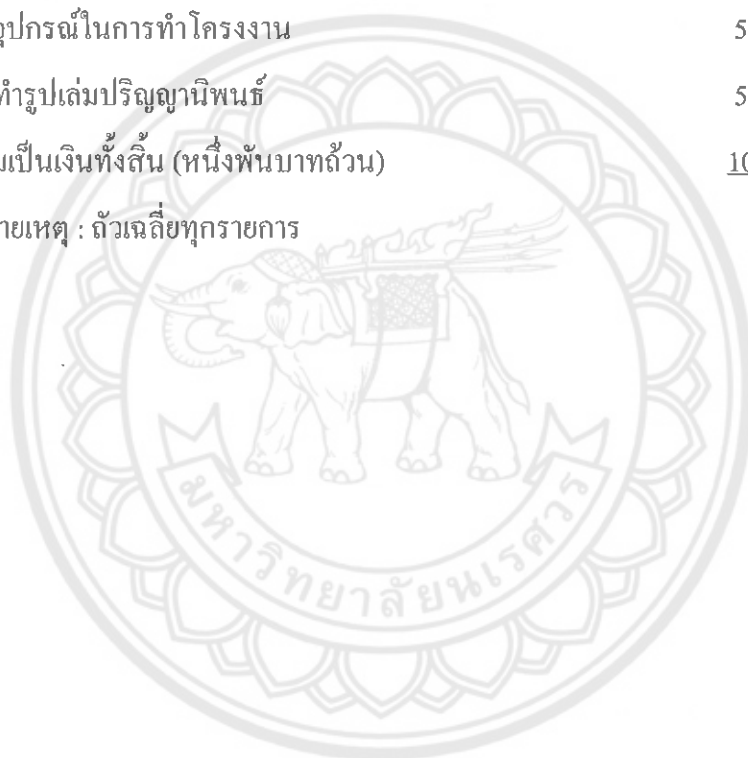 อุปกรณ์ในการทำโครงงาน 5
ทำรูปเล่มปริญญานิพนธ์ 5
มเป็นเงินทั้งสิ้น (หนึ่งพันบาทถ้วน) 10
ายเหตุ : ถัวเฉลี่ยทุกรายการ
มหาวิทยาลัยนเรศวร